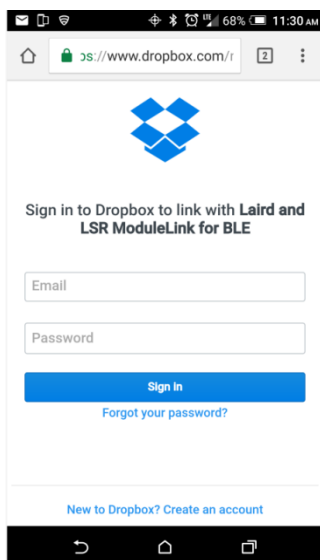 68% 11:30 AM
os://www.dropbox.com/r 2
Sign in to Dropbox to link with Laird and
LSR ModuleLink for BLE
Email
Password
Sign in
Forgot your password?
New to Dropbox? Create an account